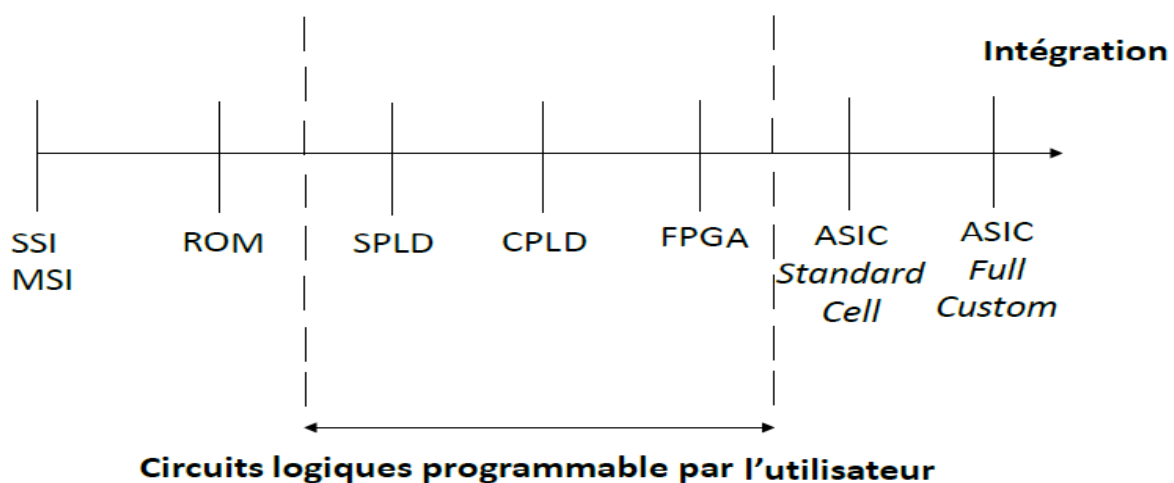 Intégration
SSI
MSI
ROM
SPLD
CPLD
FPGA
ASIC
Standard
Cell
ASIC
Full
Custom
Circuits logiques programmable par l'utilisateur